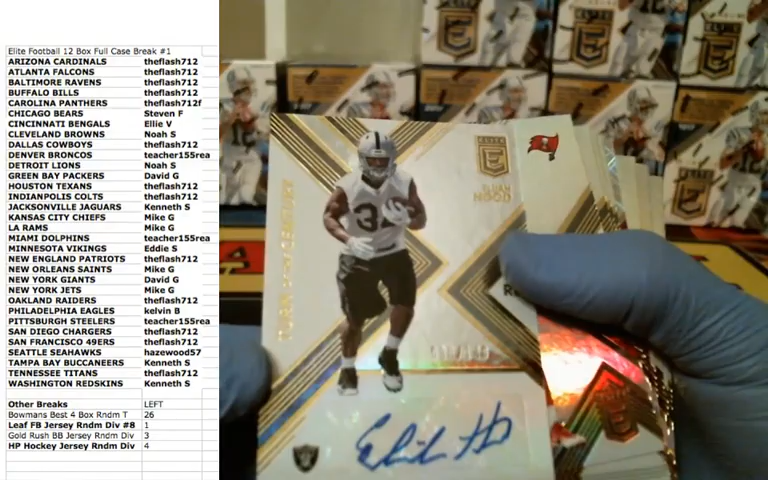 Elite Football 12 Box Full Case Break #1
ARIZONA CARDINALS theflash712
ATLANTA FALCONS theflash712
BALTIMORE RAVENS theflash712
BUFFALO BILLS theflash712
CAROLINA PANTHERS theflash712f
CHICAGO BEARS Steven F
CINCINNATI BENGALS Ellie V
CLEVELAND BROWNS Noah S
DALLAS COWBOYS theflash712
DENVER BRONCOS teacher155rea
DETROIT LIONS Noah S
GREEN BAY PACKERS David G
HOUSTON TEXANS theflash712
INDIANPOLIS COLTS theflash712
JACKSONVILLE JAGUARS Kenneth S
KANSAS CITY CHIEFS Mike G
LA RAMS Mike G
MIAMI DOLPHINS teacher155rea
MINNESOTA VIKINGS Eddie S
NEW ENGLAND PATRIOTS theflash712
NEW ORLEANS SAINTS Mike G
NEW YORK GIANTS David G
NEW YORK JETS Mike G
OAKLAND RAIDERS theflash712
PHILADELPHIA EAGLES kelvin B
PITTSBURGH STEELERS teacher155rea
SAN DIEGO CHARGERS theflash712
SAN FRANCISCO 49ERS theflash712
SEATTLE SEAHAWKS hazewood57
TAMPA BAY BUCCANEERS Kenneth S
TENNESSEE TITANS theflash712
WASHINGTON REDSKINS Kenneth S
Other Breaks LEFT
Bowmans Best 4 Box Rndm T 26
Leaf FB Jersey Rndm Div #8 1
Gold Rush BB Jersey Rndm Div 3
HP Hockey Jersey Rndm Div 4
ELITE
HOOD
TURN OF THE CENTURY